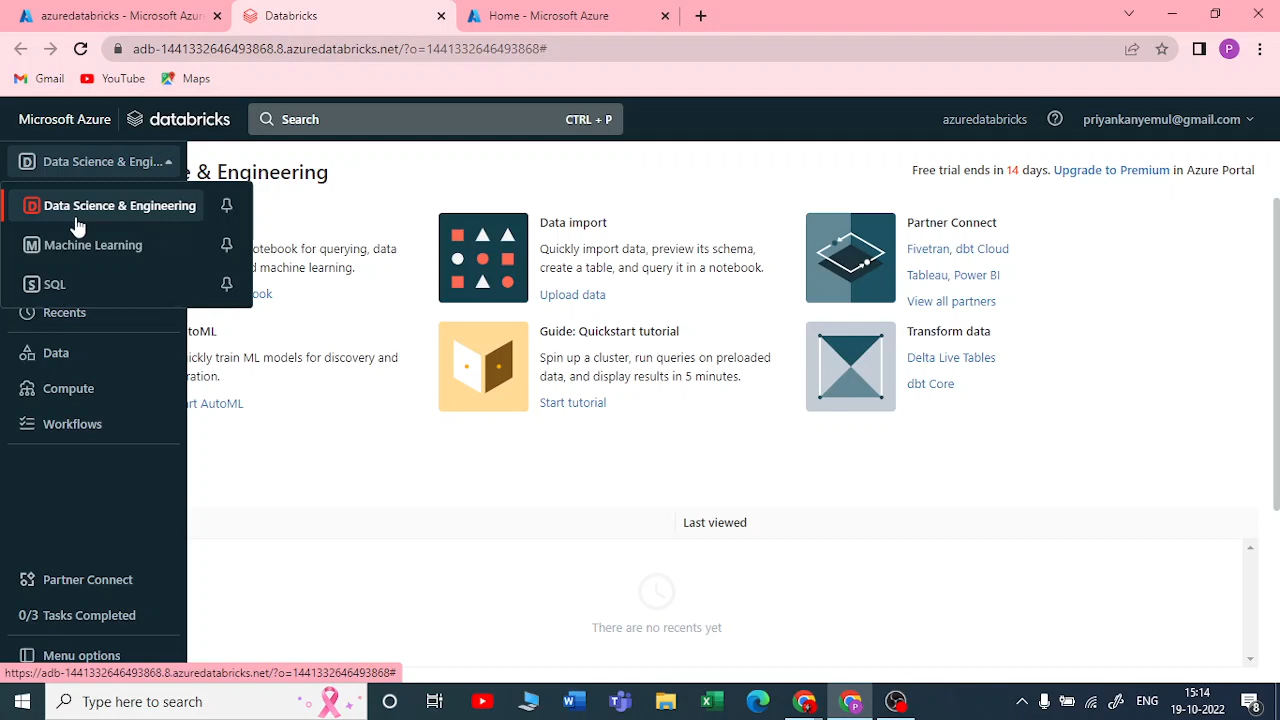 azuredatabricks - Microsoft Azure
Databricks
Home - Microsoft Azure
adb-1441332646493868.8.azuredatabricks.net/?o=1441332646493868#
P
Gmail
YouTube
Maps
Microsoft Azure
databricks
Search
CTRL + P
azuredatabricks
priyankanyemul@gmail.com
D Data Science & Engi...
e & Engineering
Free trial ends in 14 days. Upgrade to Premium in Azure Portal
D Data Science & Engineering
M Machine Learning
S SQL
otebook for querying, data
d machine learning.
ook
Data import
Quickly import data, preview its schema,
create a table, and query it in a notebook.
Upload data
Partner Connect
Fivetran, dbt Cloud
Tableau, Power BI
View all partners
Recents
toML
ickly train ML models for discovery and
ration.
rt AutoML
Guide: Quickstart tutorial
Spin up a cluster, run queries on preloaded
data, and display results in 5 minutes.
Start tutorial
Transform data
Delta Live Tables
dbt Core
Data
Compute
Workflows
Last viewed
There are no recents yet
Partner Connect
0/3 Tasks Completed
Menu options
https://adb-1441332646493868.8.azuredatabricks.net/?o=1441332646493868#
Type here to search
ENG
15:14
19-10-2022
8